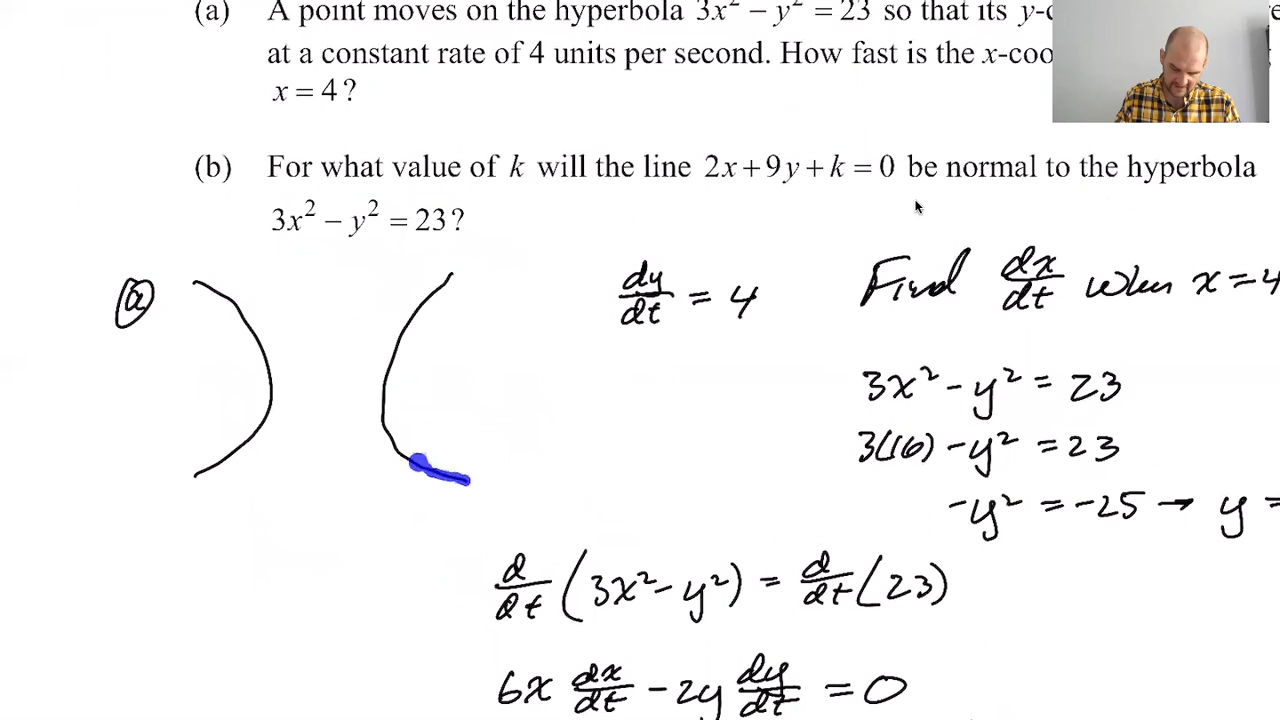 (a) A point moves on the hyperbola 3x² − y² = 23 so that its y-
at a constant rate of 4 units per second. How fast is the x-coo
x = 4?
(b) For what value of k will the line 2x + 9y + k = 0 be normal to the hyperbola
3x² − y² = 23?
(a) dy/dt = 4 Find dx/dt when x = 4
3x² − y² = 23
3(16) − y² = 23
−y² = −25 → y =
d/dt (3x² − y²) = d/dt (23)
6x dx/dt − 2y dy/dt = 0